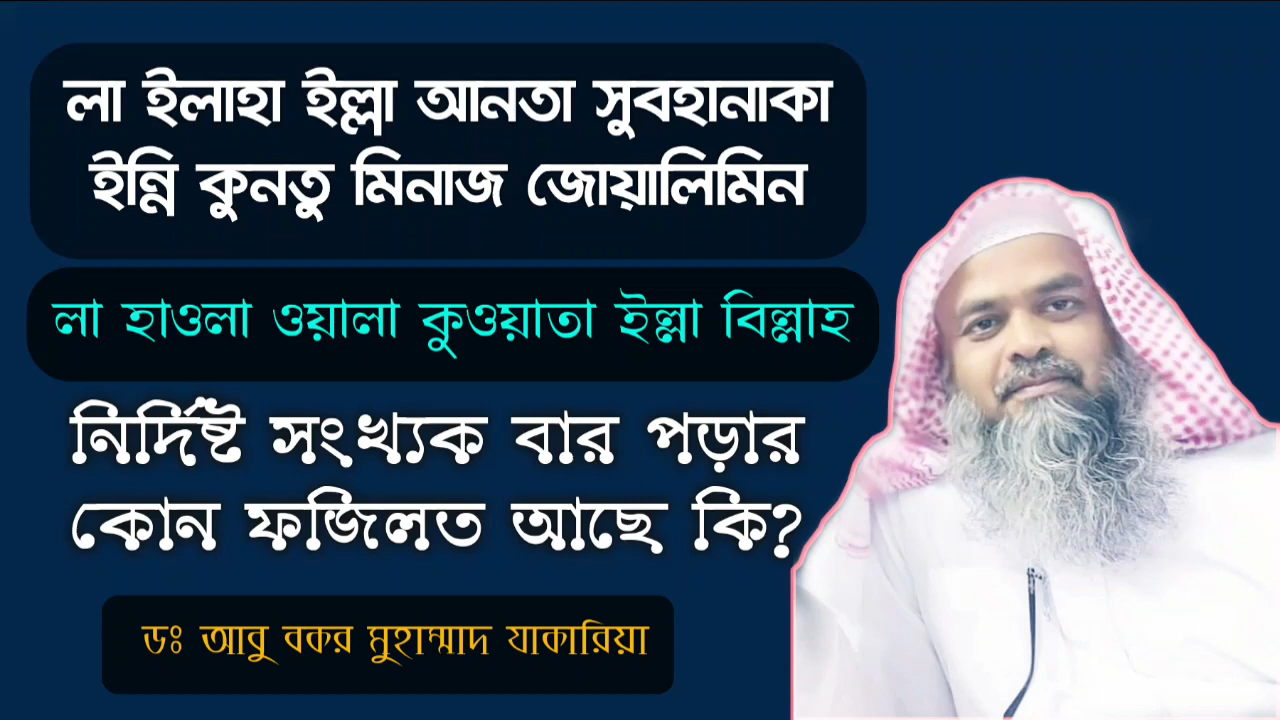 লা ইলাহা ইল্লা আনতা সুবহানাকা
ইন্নি কুনতু মিনাজ জোয়ালিমিন
লা হাওলা ওয়ালা কুওয়াতা ইল্লা বিল্লাহ
নির্দিষ্ট সংখ্যক বার পড়ার
কোন ফজিলত আছে কি?
ডঃ আবু বকর মুহাম্মাদ যাকারিয়া